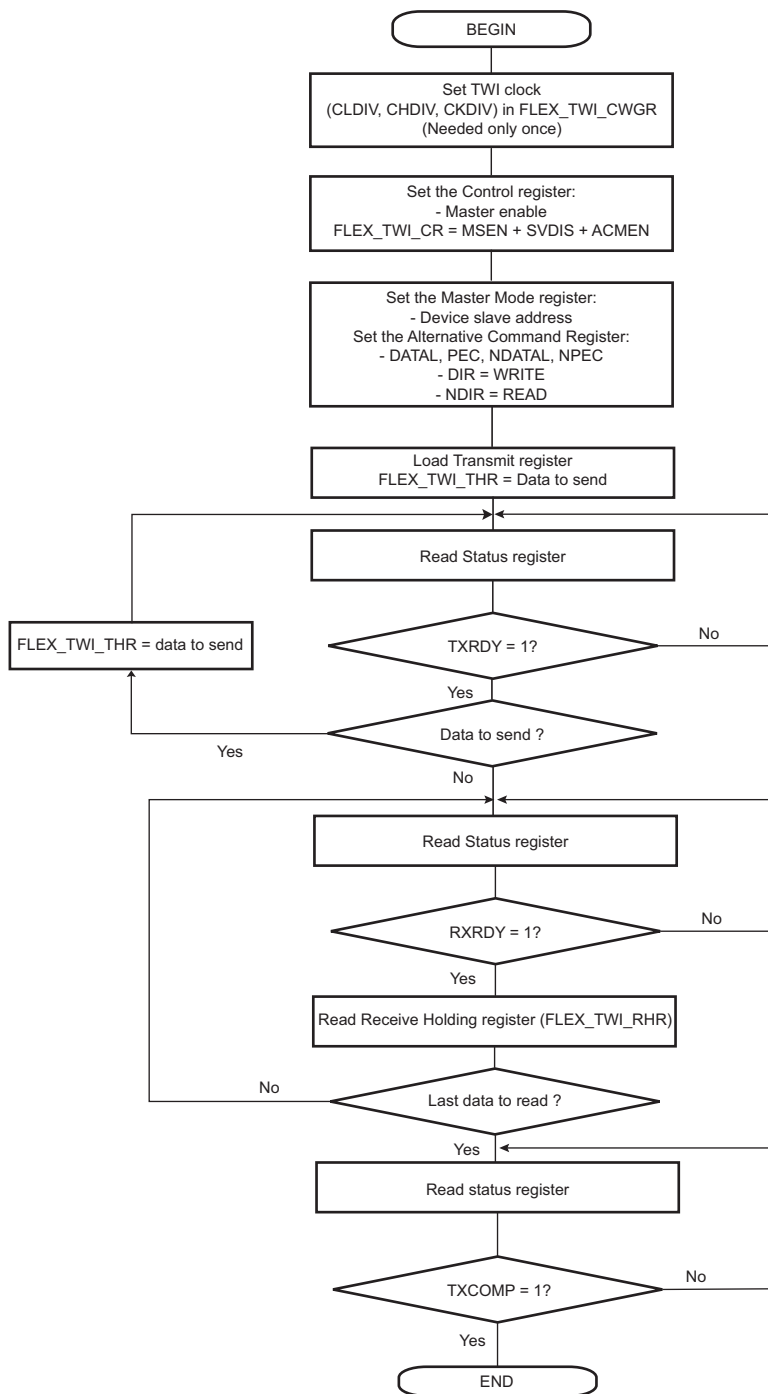 BEGIN
Set TWI clock
(CLDIV, CHDIV, CKDIV) in FLEX_TWI_CWGR
(Needed only once)
Set the Control register:
- Master enable
FLEX_TWI_CR = MSEN + SVDIS + ACMEN
Set the Master Mode register:
- Device slave address
Set the Alternative Command Register:
- DATAL, PEC, NDATAL, NPEC
- DIR = WRITE
- NDIR = READ
Load Transmit register
FLEX_TWI_THR = Data to send
Read Status register
FLEX_TWI_THR = data to send
TXRDY = 1?
No
Yes
Data to send ?
Yes
No
Read Status register
RXRDY = 1?
No
Yes
Read Receive Holding register (FLEX_TWI_RHR)
No
Last data to read ?
Yes
Read status register
TXCOMP = 1?
No
Yes
END